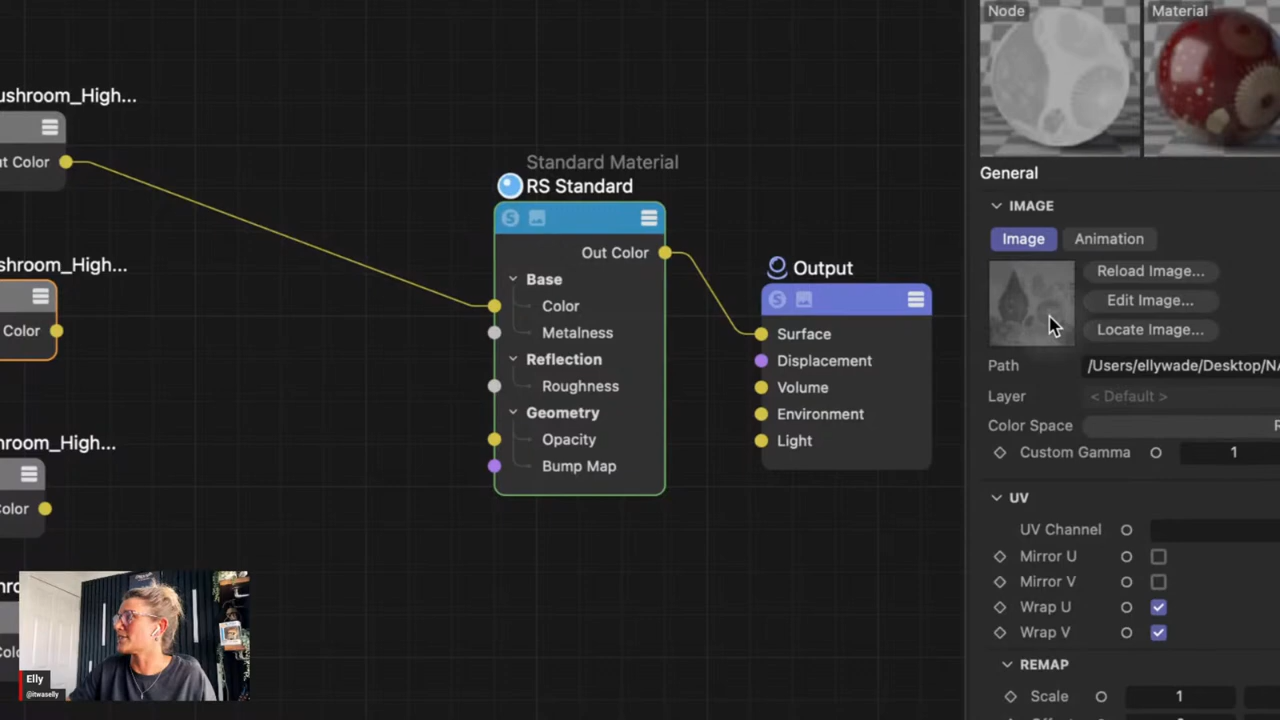 Node
Material
ushroom_High...
ut Color
Standard Material
RS Standard
Out Color
Base
Color
Metalness
Reflection
Roughness
Geometry
Opacity
Bump Map
shroom_High...
Color
hroom_High...
Color
Output
Surface
Displacement
Volume
Environment
Light
General
IMAGE
Image
Animation
Reload Image...
Edit Image...
Locate Image...
Path
/Users/ellywade/Desktop/NA
Layer
< Default >
Color Space
R
Custom Gamma
1
UV
UV Channel
Mirror U
Mirror V
Wrap U
Wrap V
REMAP
Scale
1
Elly
@itwaselly